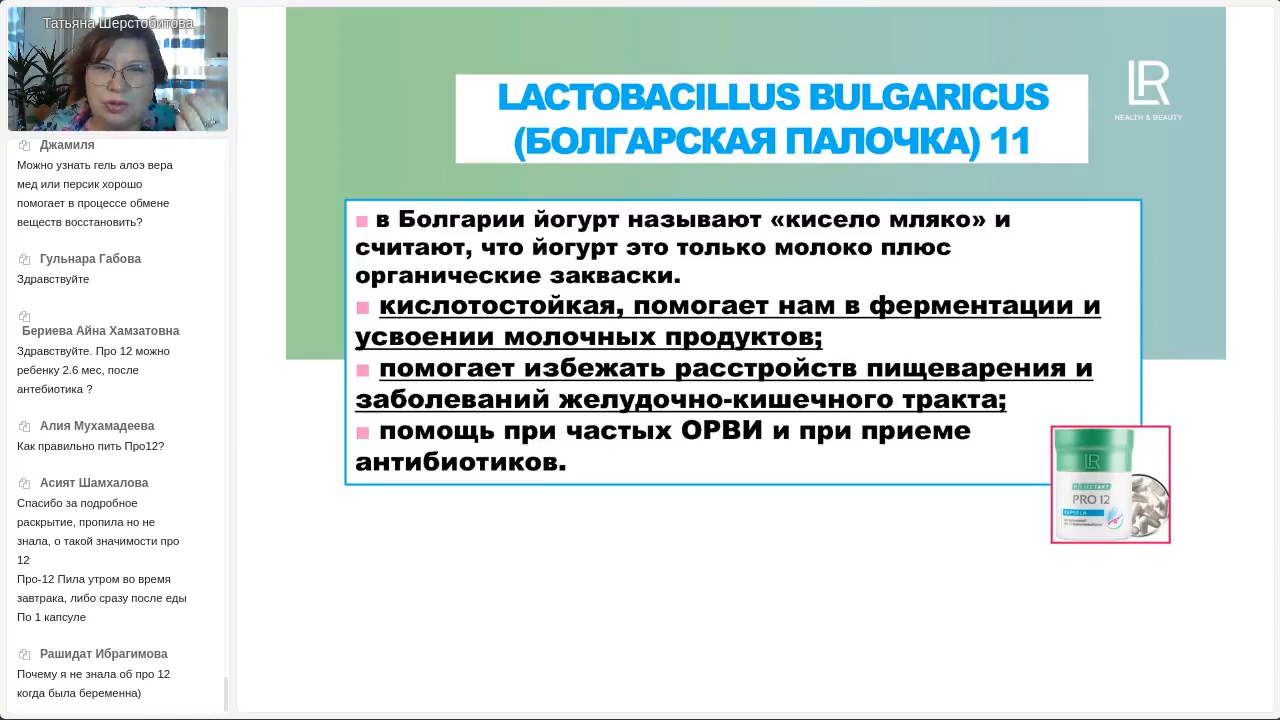 Татьяна Шерстобитова
Джамиля
Можно узнать гель алоэ вера
мед или персик хорошо
помогает в процессе обмене
веществ восстановить?
Гульнара Габова
Здравствуйте
Бериева Айна Хамзатовна
Здравствуйте. Про 12 можно
ребенку 2.6 мес, после
антебиотика ?
Алия Мухамадеева
Как правильно пить Про12?
Асият Шамхалова
Спасибо за подробное
раскрытие, пропила но не
знала, о такой значимости про
12
Про-12 Пила утром во время
завтрака, либо сразу после еды
По 1 капсуле
Рашидат Ибрагимова
Почему я не знала об про 12
когда была беременна)
LACTOBACILLUS BULGARICUS
(БОЛГАРСКАЯ ПАЛОЧКА) 11
LR
HEALTH & BEAUTY
в Болгарии йогурт называют «кисело мляко» и
считают, что йогурт это только молоко плюс
органические закваски.
кислотостойкая, помогает нам в ферментации и
усвоении молочных продуктов;
помогает избежать расстройств пищеварения и
заболеваний желудочно-кишечного тракта;
помощь при частых ОРВИ и при приеме
антибиотиков.
LR
PRO 12
KAPSELN